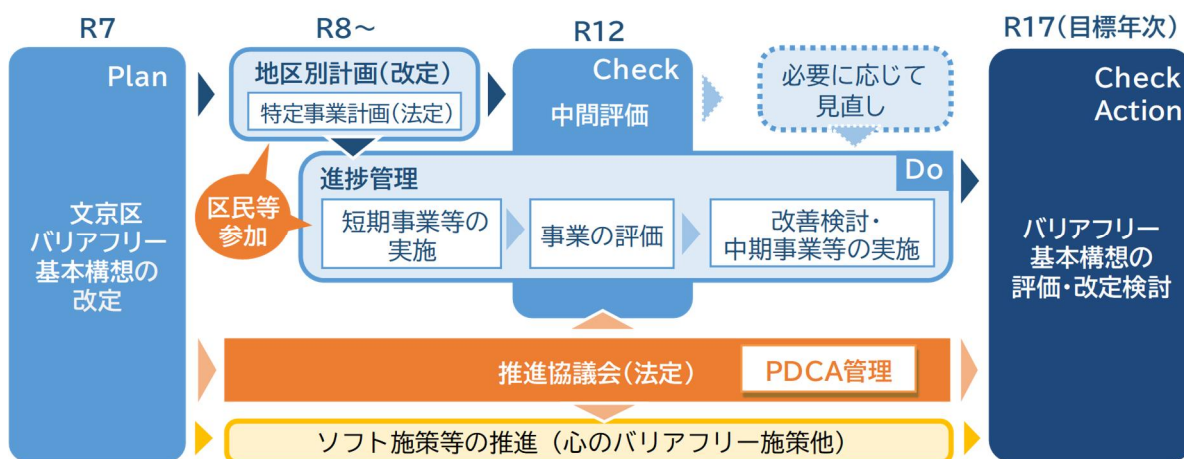 R7
R8～
R12
R17(目標年次)
Plan
文京区
バリアフリー
基本構想の
改定
地区別計画(改定)
特定事業計画(法定)
Check
中間評価
必要に応じて
見直し
Check
Action
バリアフリー
基本構想の
評価・改定検討
区民等
参加
進捗管理
Do
短期事業等の
実施
事業の評価
改善検討・
中期事業等の実施
推進協議会(法定)
PDCA管理
ソフト施策等の推進（心のバリアフリー施策他）